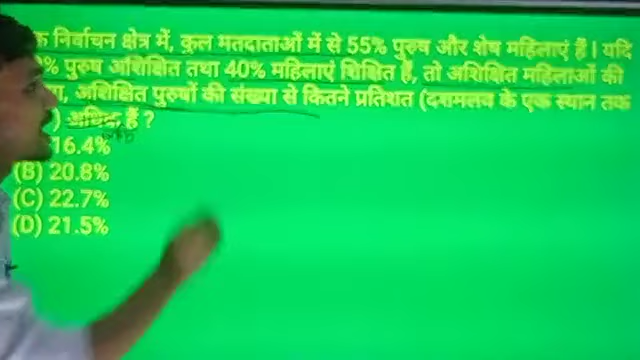 निर्वाचन क्षेत्र में, कुल मतदाताओं में से 55% पुरुष और शेष महिलाएं हैं। यदि
% पुरुष अशिक्षित तथा 40% महिलाएं शिक्षित हैं, तो अशिक्षित महिलाओं की
अशिक्षित पुरुषों की संख्या से कितने प्रतिशत (दशमलव के एक स्थान तक
) अधिक हैं?
16.4%
(B) 20.8%
(C) 22.7%
(D) 21.5%